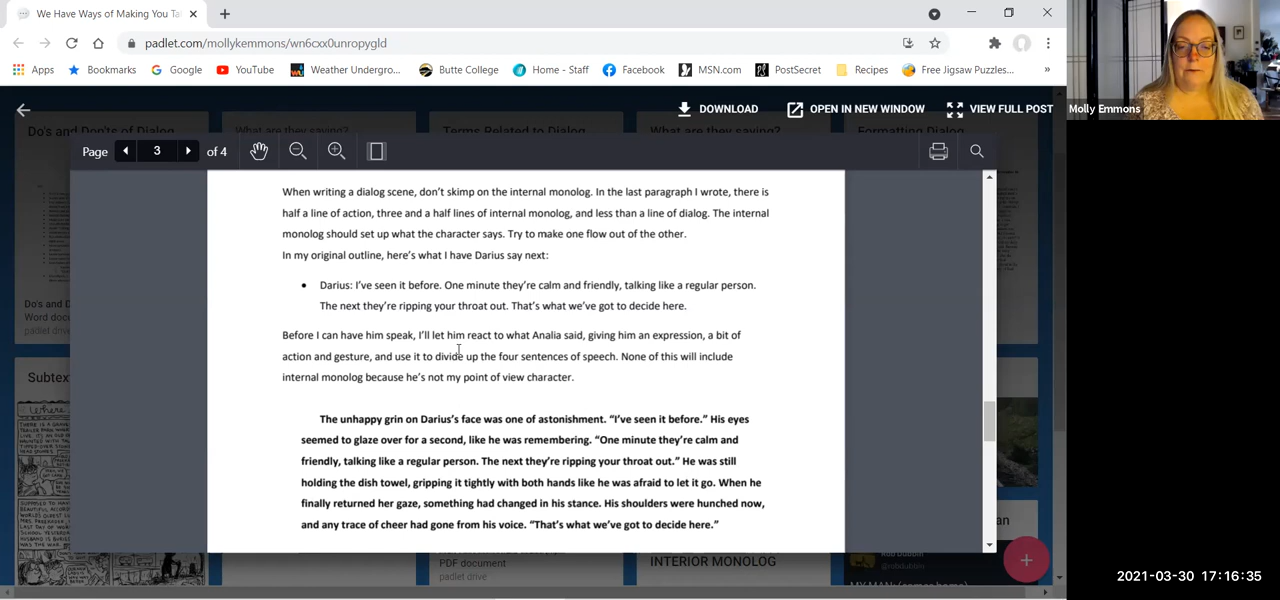 We Have Ways of Making You Ta
padlet.com/mollykemmons/wn6cxx0unropygld
Apps Bookmarks Google YouTube Weather Undergro... Butte College Home - Staff Facebook MSN.com PostSecret Recipes Free Jigsaw Puzzles... »
Molly Emmons
DOWNLOAD OPEN IN NEW WINDOW VIEW FULL POST
Do's and Don'ts of Dialog What are they saying? Terms Related to Dialog What are they saying? Formatting Dialog
Page 3 of 4
When writing a dialog scene, don't skimp on the internal monolog. In the last paragraph I wrote, there is
half a line of action, three and a half lines of internal monolog, and less than a line of dialog. The internal
monolog should set up what the character says. Try to make one flow out of the other.
In my original outline, here's what I have Darius say next:
• Darius: I've seen it before. One minute they're calm and friendly, talking like a regular person.
The next they're ripping your throat out. That's what we've got to decide here.
Before I can have him speak, I'll let him react to what Analia said, giving him an expression, a bit of
action and gesture, and use it to divide up the four sentences of speech. None of this will include
internal monolog because he's not my point of view character.
The unhappy grin on Darius's face was one of astonishment. "I've seen it before." His eyes
seemed to glaze over for a second, like he was remembering. "One minute they're calm and
friendly, talking like a regular person. The next they're ripping your throat out." He was still
holding the dish towel, gripping it tightly with both hands like he was afraid to let it go. When he
finally returned her gaze, something had changed in his stance. His shoulders were hunched now,
and any trace of cheer had gone from his voice. "That's what we've got to decide here."
Do's and
Word docu
padlet drive
Subtex
PDF document
padlet drive
INTERIOR MONOLOG
2021-03-30 17:16:35